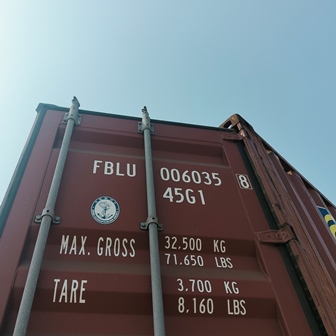 FBLU 006035 8
45G1
MAX. GROSS 32.500 KG
71.650 LBS
TARE 3.700 KG
8,160 LBS